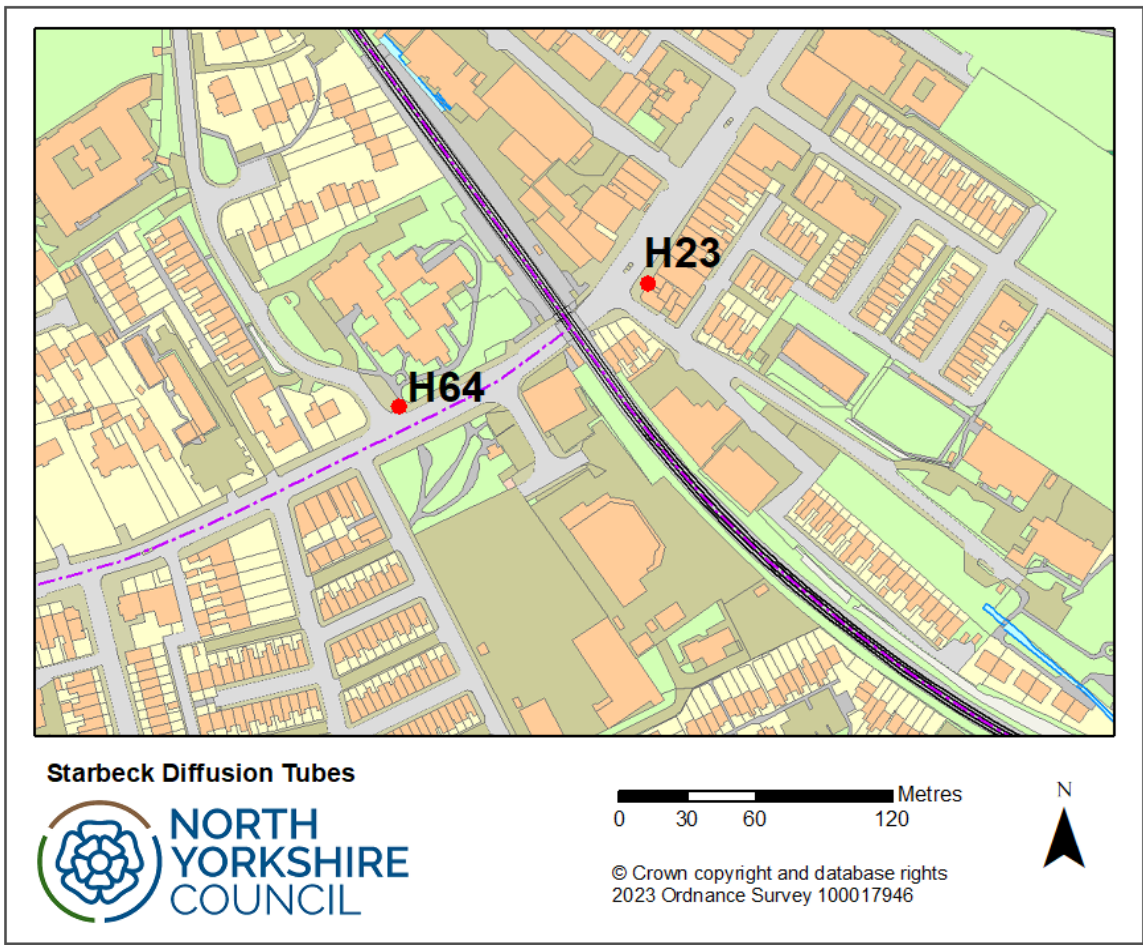 H23
H64
Starbeck Diffusion Tubes
NORTH
YORKSHIRE
COUNCIL
Metres
0 30 60 120
N
© Crown copyright and database rights
2023 Ordnance Survey 100017946